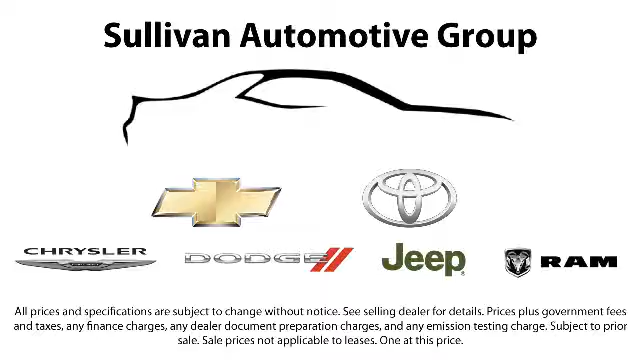 Sullivan Automotive Group
CHRYSLER
DODGE
Jeep®
RAM
All prices and specifications are subject to change without notice. See selling dealer for details. Prices plus government fees
and taxes, any finance charges, any dealer document preparation charges, and any emission testing charge. Subject to prior
sale. Sale prices not applicable to leases. One at this price.